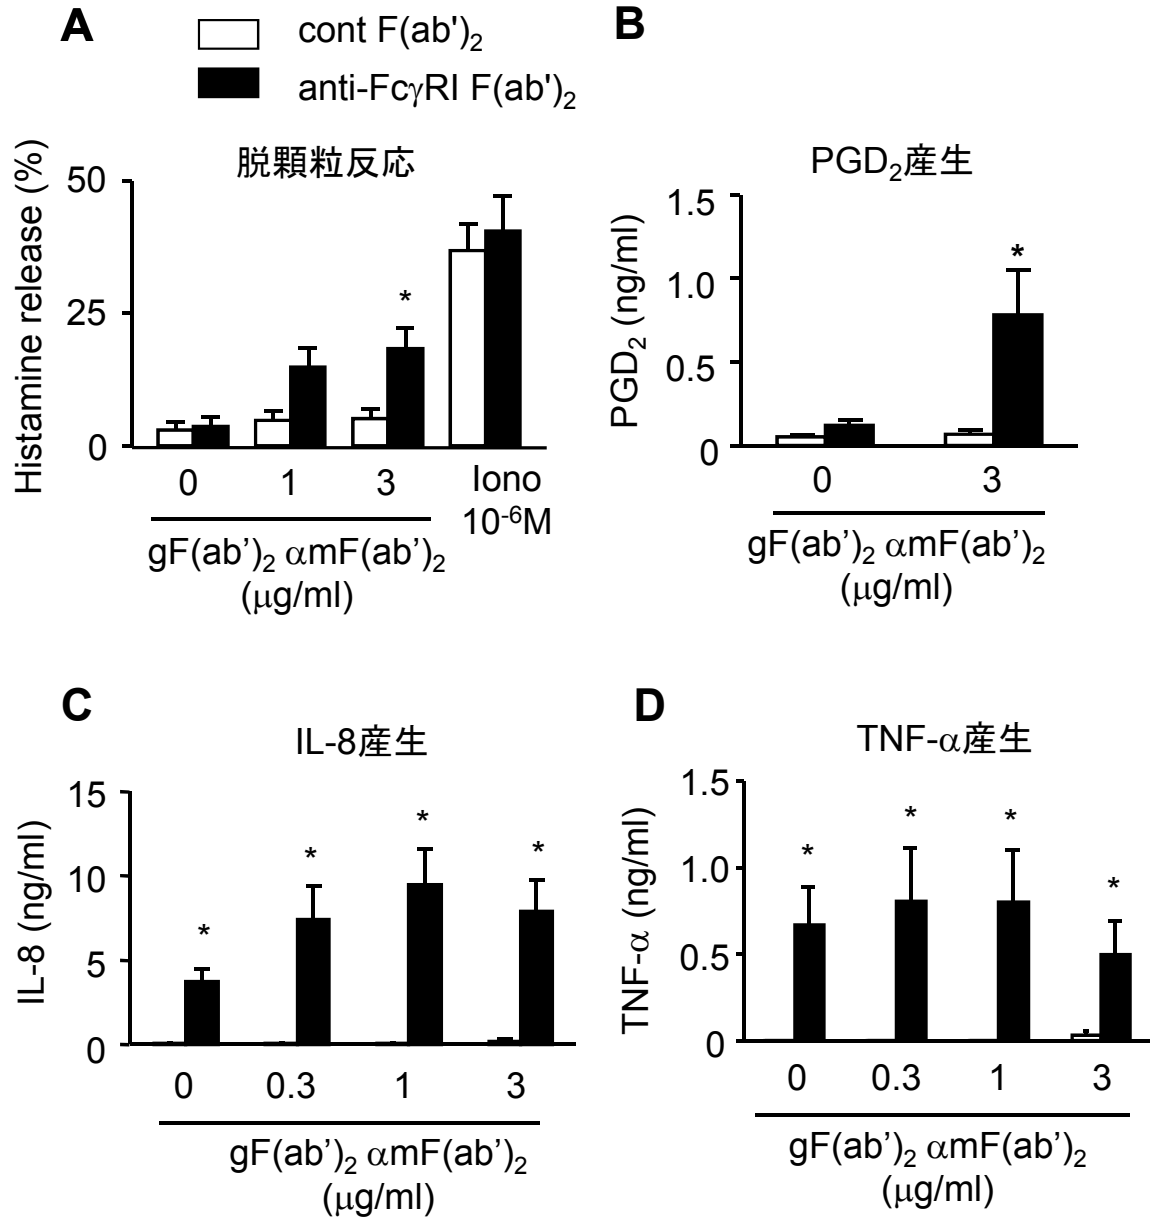 A
cont F(ab')₂
anti-FcγRI F(ab')₂
脱顆粒反応
Histamine release (%)
50
25
0
*
0 1 3 Iono
10⁻⁶M
gF(ab’)₂ αmF(ab’)₂
(μg/ml)
B
PGD₂産生
PGD₂ (ng/ml)
1.5
1.0
0.5
0
*
0 3
gF(ab’)₂ αmF(ab’)₂
(μg/ml)
C
IL-8産生
IL-8 (ng/ml)
15
10
5
0
* * * *
0 0.3 1 3
gF(ab’)₂ αmF(ab’)₂
(μg/ml)
D
TNF-α産生
TNF-α (ng/ml)
1.5
1.0
0.5
0
* * * *
0 0.3 1 3
gF(ab’)₂ αmF(ab’)₂
(μg/ml)